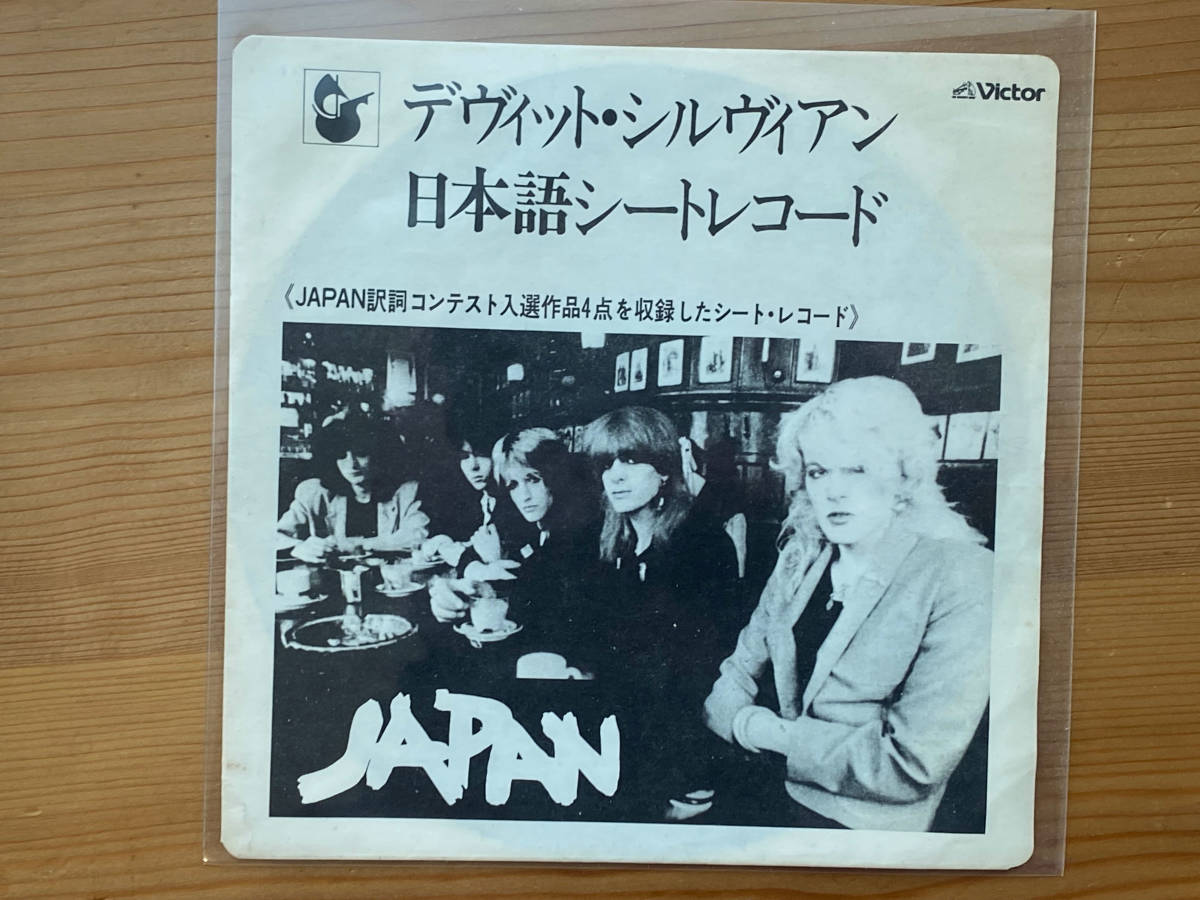 Victor
デヴィット・シルヴィアン
日本語シートレコード
《JAPAN訳詞コンテスト入選作品4点を収録したシート・レコード》
JAPAN